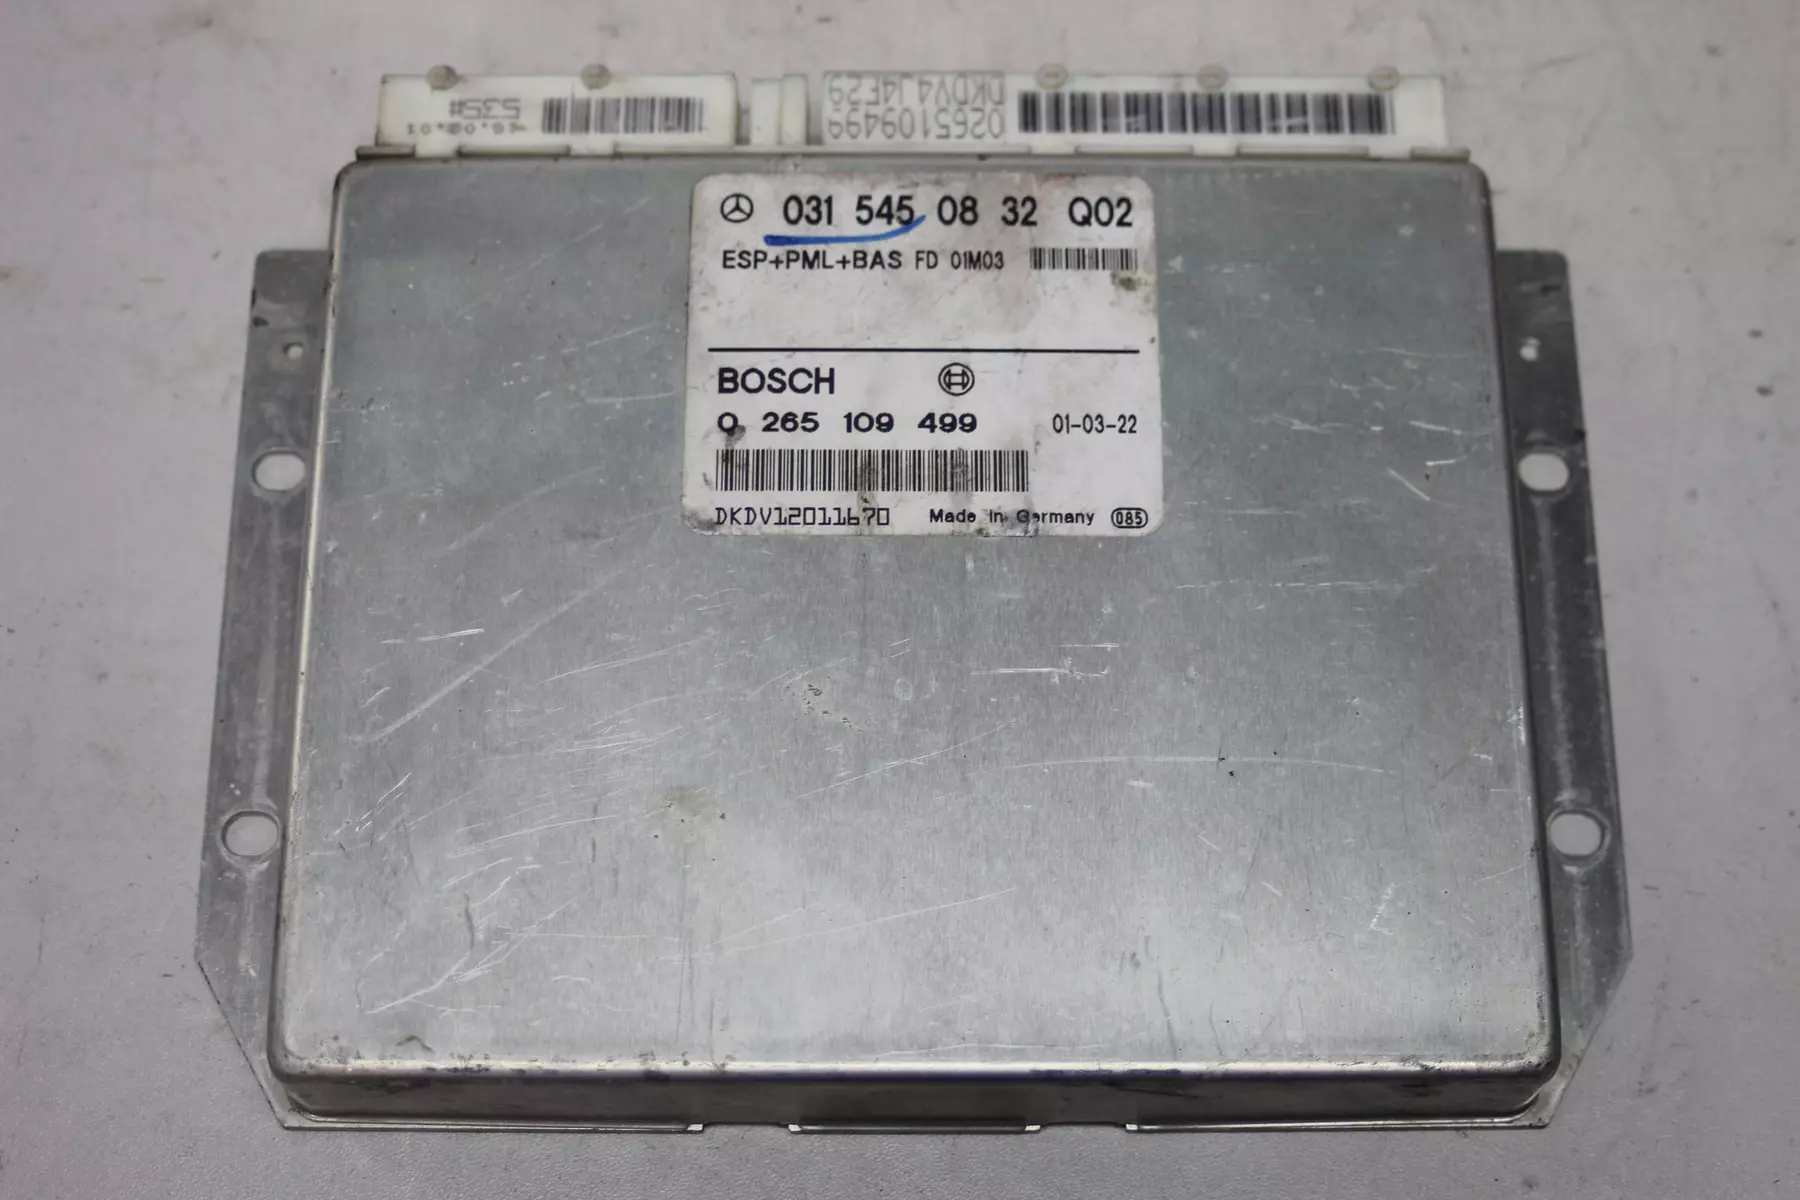 535#
0265109499
DKDV4J4F29
031 545 08 32 Q02
ESP+PML+BAS FD 01M03
BOSCH
0 265 109 499 01-03-22
DKDV12011670 Made in Germany 085